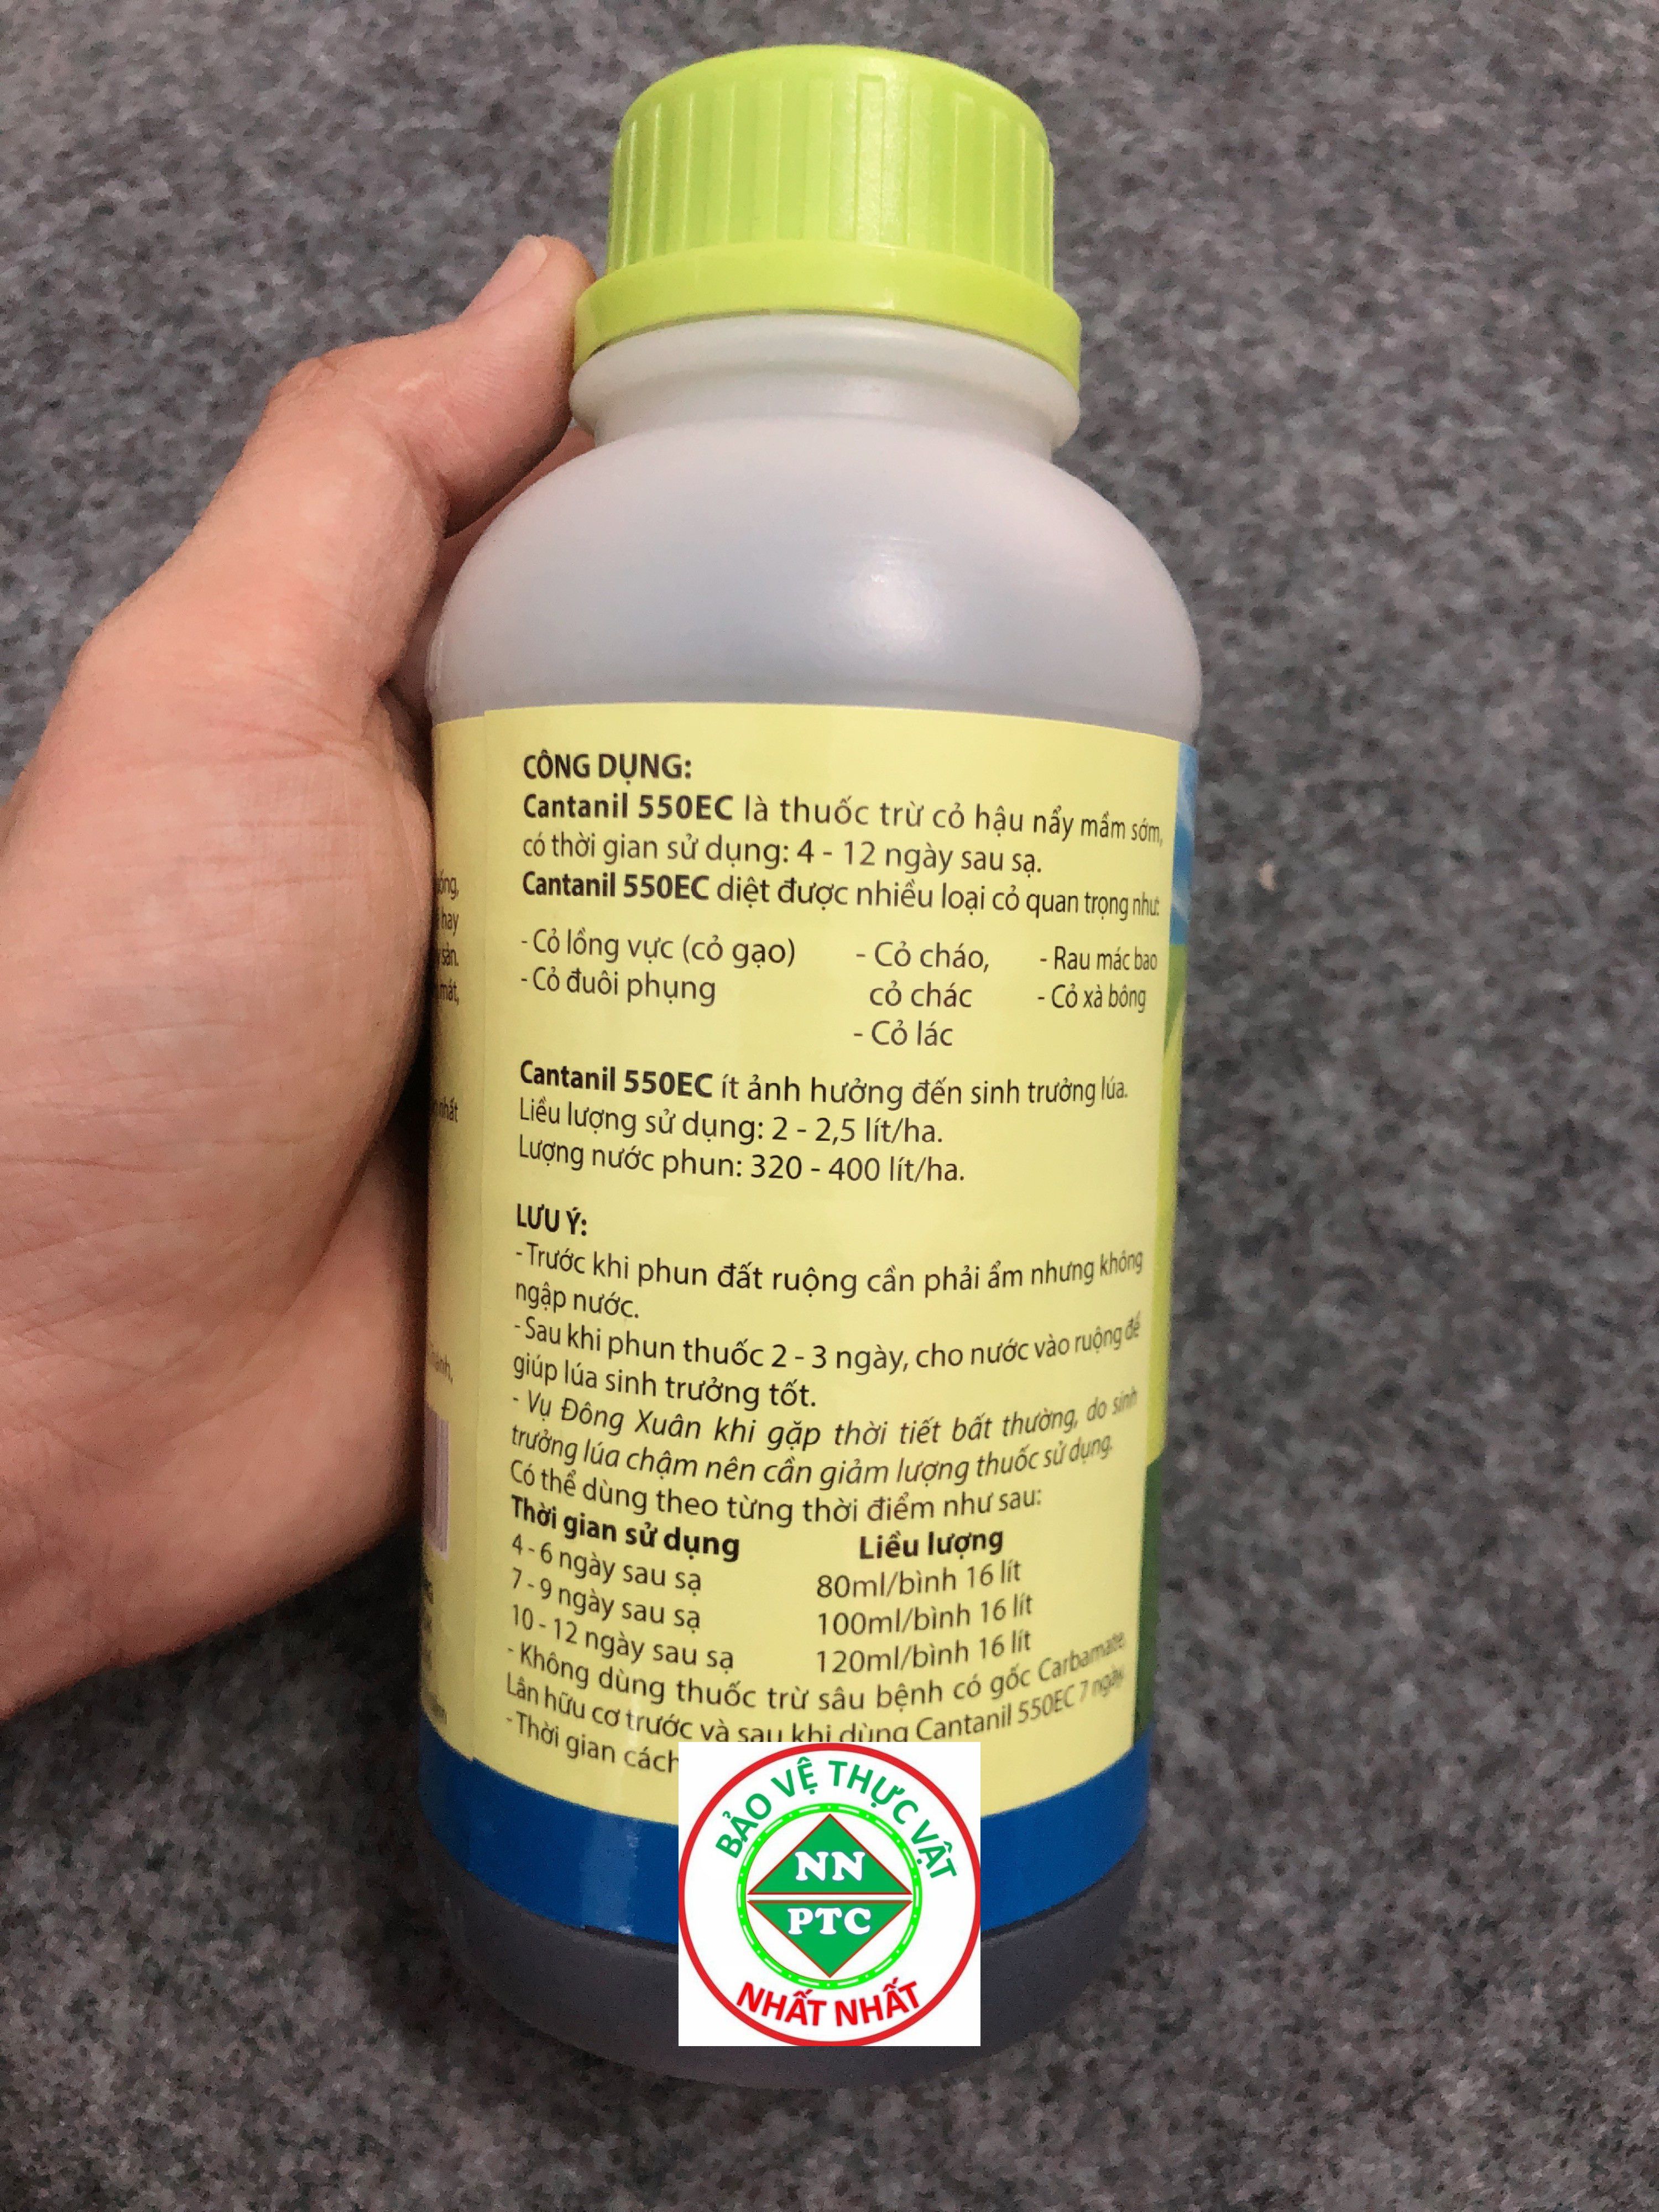 CÔNG DỤNG:
Cantanil 550EC là thuốc trừ cỏ hậu nẩy mầm sớm,
có thời gian sử dụng: 4 - 12 ngày sau sạ.
Cantanil 550EC diệt được nhiều loại cỏ quan trọng như:
- Cỏ lồng vực (cỏ gạo) - Cỏ cháo, - Rau mác bao
- Cỏ đuôi phụng cỏ chác - Cỏ xà bông
- Cỏ lác
Cantanil 550EC ít ảnh hưởng đến sinh trưởng lúa.
Liều lượng sử dụng: 2 - 2,5 lít/ha.
Lượng nước phun: 320 - 400 lít/ha.
LƯU Ý:
- Trước khi phun đất ruộng cần phải ẩm nhưng không
ngập nước.
- Sau khi phun thuốc 2 - 3 ngày, cho nước vào ruộng để
giúp lúa sinh trưởng tốt.
- Vụ Đông Xuân khi gặp thời tiết bất thường, do sinh
trưởng lúa chậm nên cần giảm lượng thuốc sử dụng.
Có thể dùng theo từng thời điểm như sau:
Thời gian sử dụng Liều lượng
4 - 6 ngày sau sạ 80ml/bình 16 lít
7 - 9 ngày sau sạ 100ml/bình 16 lít
10 - 12 ngày sau sạ 120ml/bình 16 lít
- Không dùng thuốc trừ sâu bệnh có gốc Carbamate,
Lân hữu cơ trước và sau khi dùng Cantanil 550EC 7 ngày.
- Thời gian cách
BẢO VỆ THỰC VẬT
NN
PTC
NHẤT NHẤT